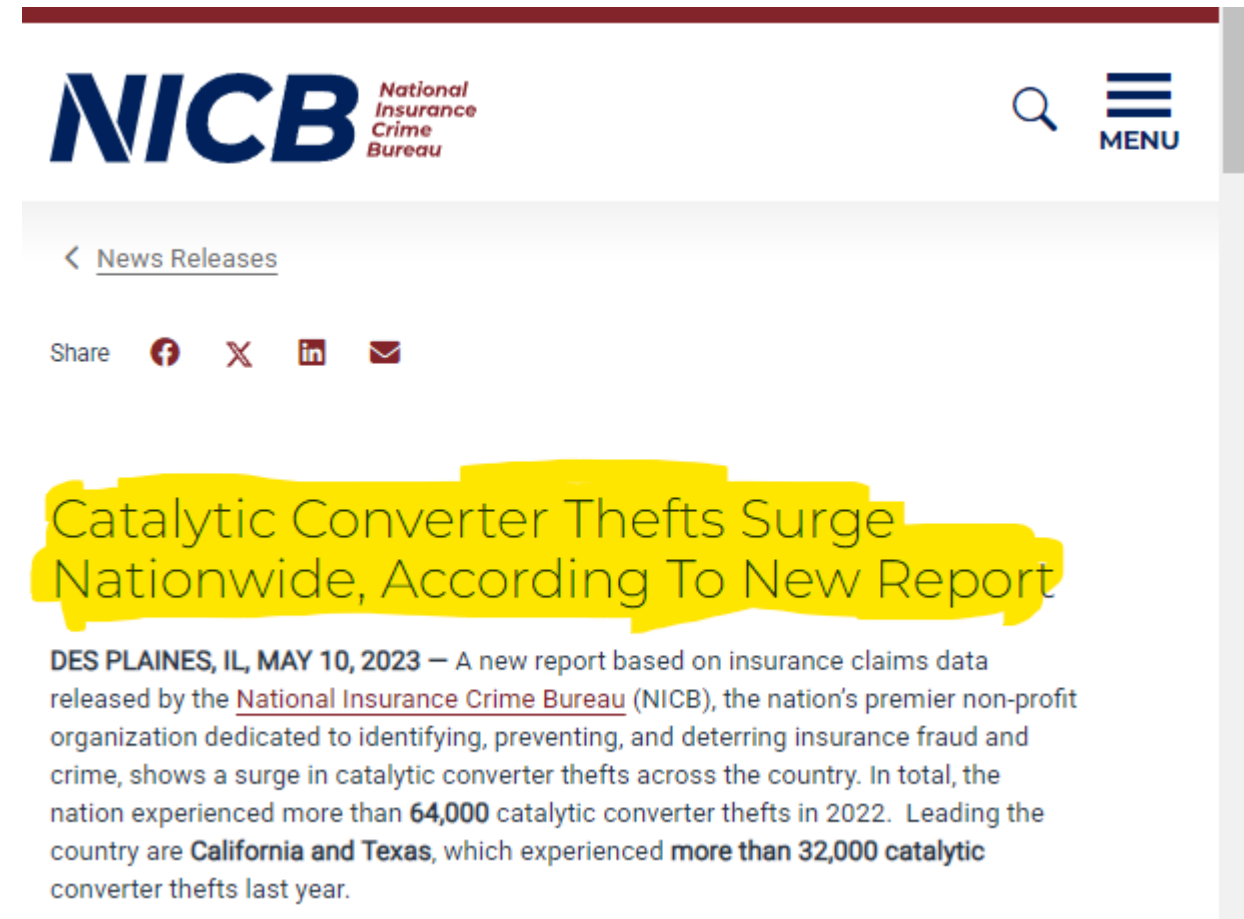 NICB
National
Insurance
Crime
Bureau
MENU
News Releases
Share
Catalytic Converter Thefts Surge
Nationwide, According To New Report
DES PLAINES, IL, MAY 10, 2023 — A new report based on insurance claims data
released by the National Insurance Crime Bureau (NICB), the nation’s premier non-profit
organization dedicated to identifying, preventing, and deterring insurance fraud and
crime, shows a surge in catalytic converter thefts across the country. In total, the
nation experienced more than 64,000 catalytic converter thefts in 2022.  Leading the
country are California and Texas, which experienced more than 32,000 catalytic
converter thefts last year.